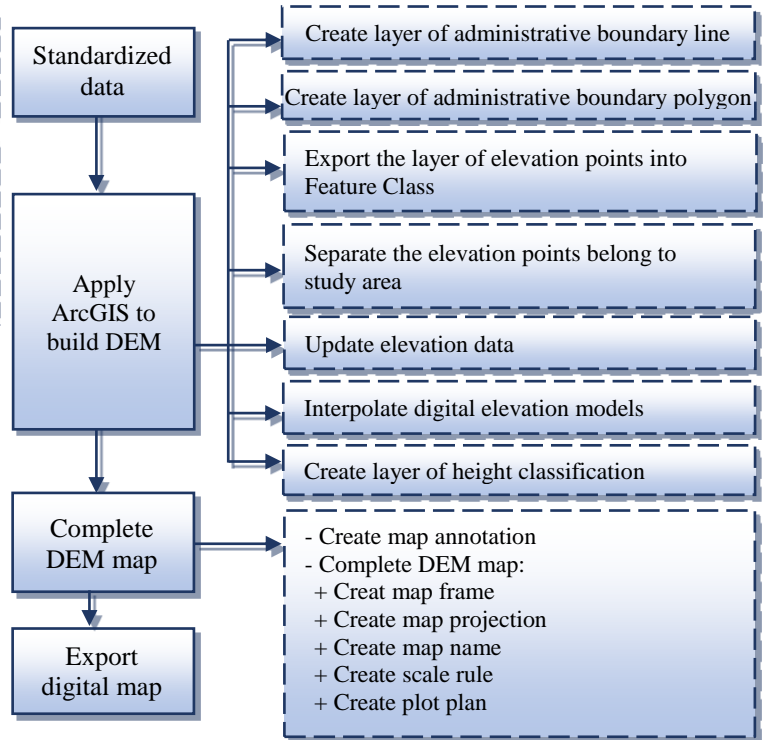 Standardized
data
Apply
ArcGIS to
build DEM
Complete
DEM map
Export
digital map
Create layer of administrative boundary line
Create layer of administrative boundary polygon
Export the layer of elevation points into
Feature Class
Separate the elevation points belong to
study area
Update elevation data
Interpolate digital elevation models
Create layer of height classification
- Create map annotation
- Complete DEM map:
+ Creat map frame
+ Create map projection
+ Create map name
+ Create scale rule
+ Create plot plan